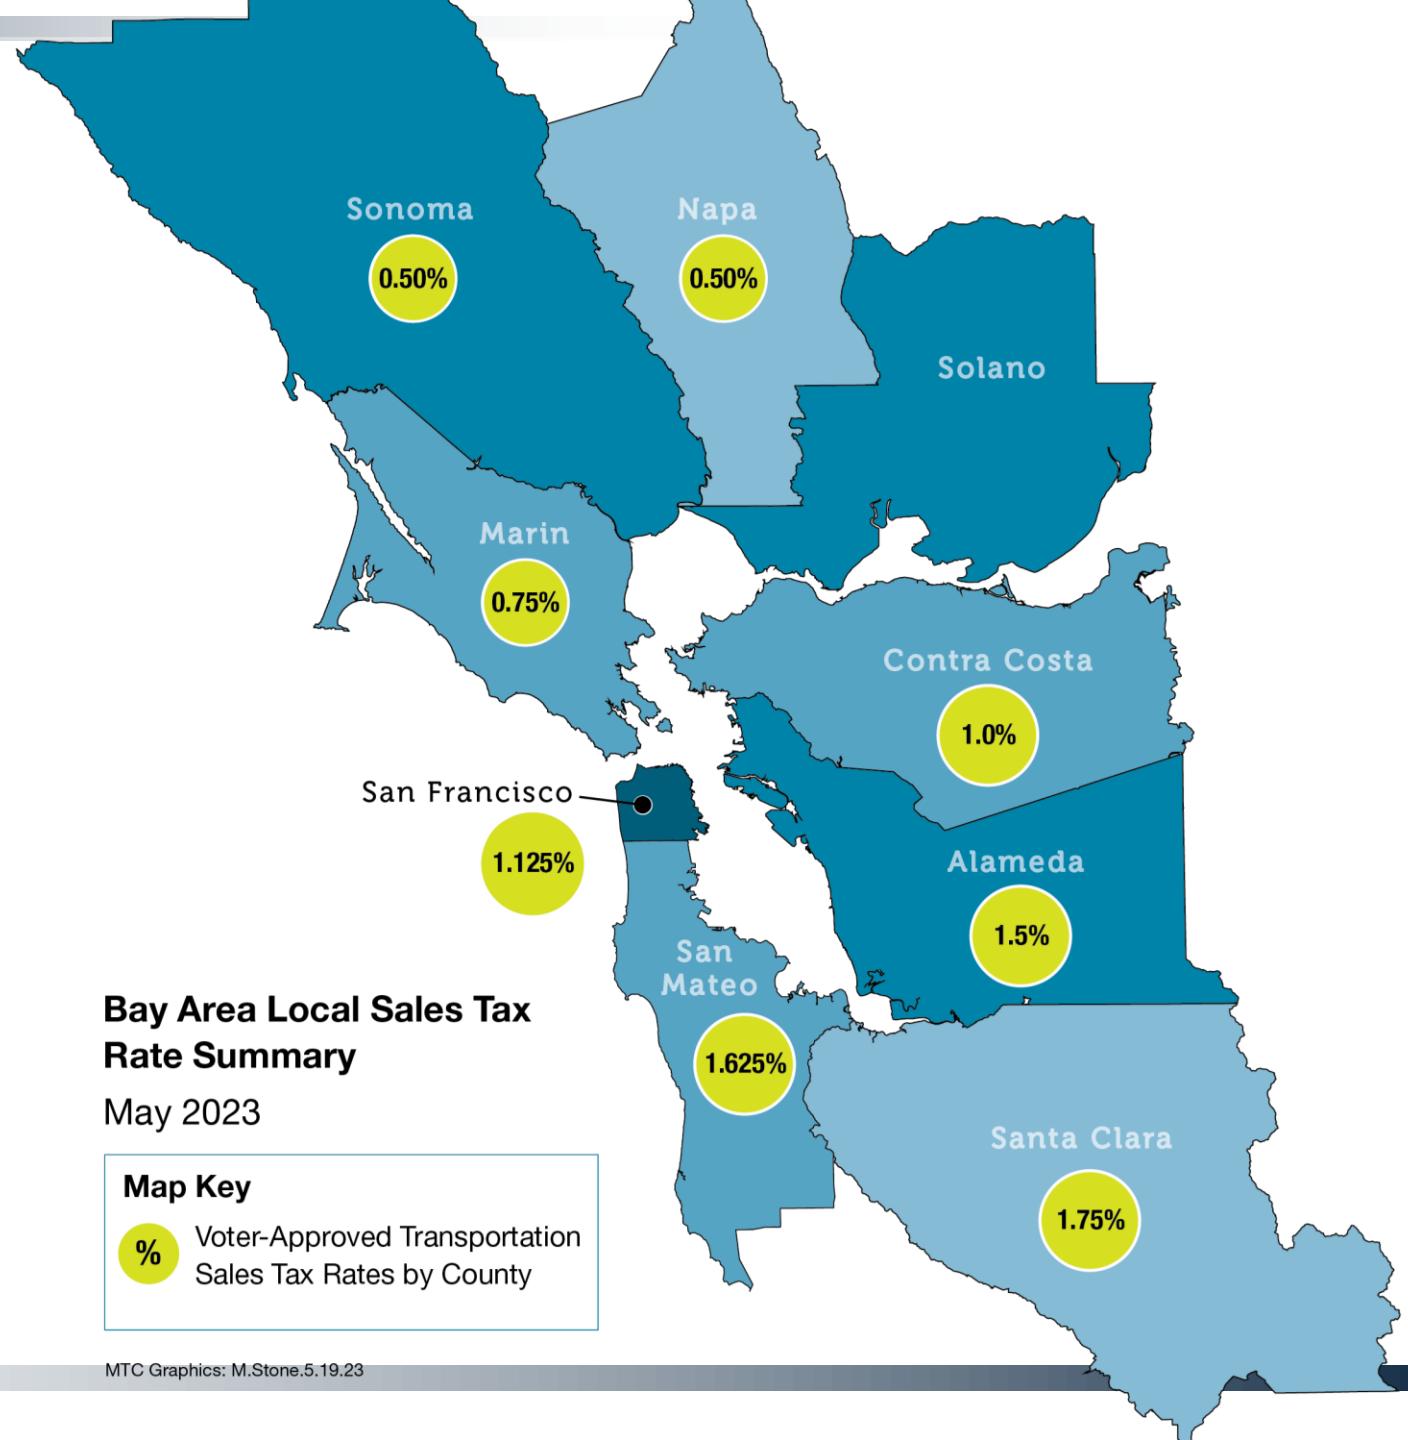 Sonoma
0.50%
Napa
0.50%
Solano
Marin
0.75%
Contra Costa
1.0%
San Francisco
1.125%
Alameda
1.5%
San
Mateo
1.625%
Santa Clara
1.75%
Bay Area Local Sales Tax
Rate Summary
May 2023
Map Key
%
Voter-Approved Transportation
Sales Tax Rates by County
MTC Graphics: M.Stone.5.19.23